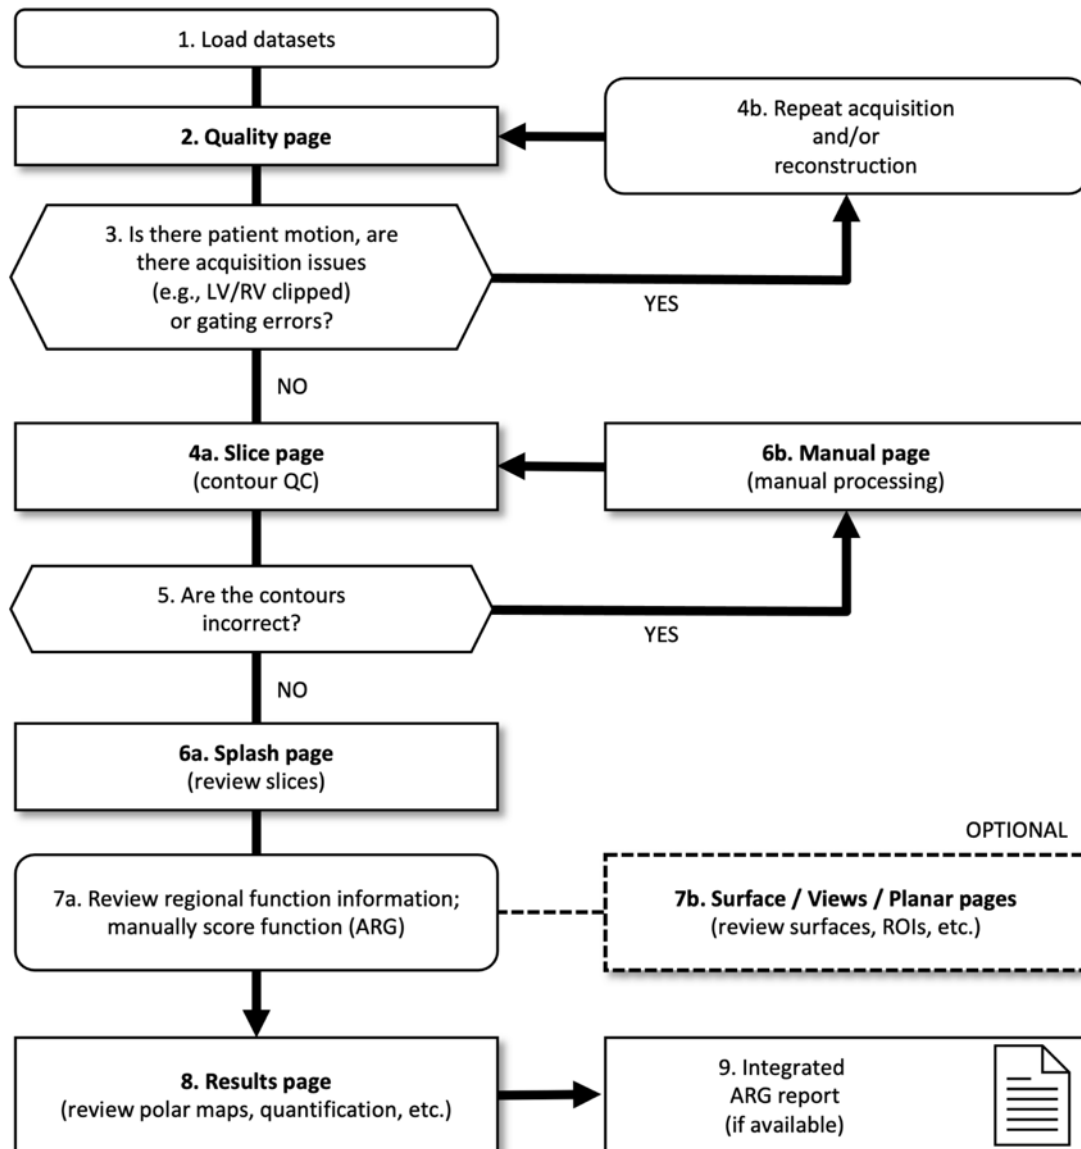 1. Load datasets
2. Quality page
4b. Repeat acquisition
and/or
reconstruction
3. Is there patient motion, are
there acquisition issues
(e.g., LV/RV clipped)
or gating errors?
YES
NO
4a. Slice page
(contour QC)
6b. Manual page
(manual processing)
5. Are the contours
incorrect?
YES
NO
6a. Splash page
(review slices)
OPTIONAL
7a. Review regional function information;
manually score function (ARG)
7b. Surface / Views / Planar pages
(review surfaces, ROIs, etc.)
8. Results page
(review polar maps, quantification, etc.)
9. Integrated
ARG report
(if available)